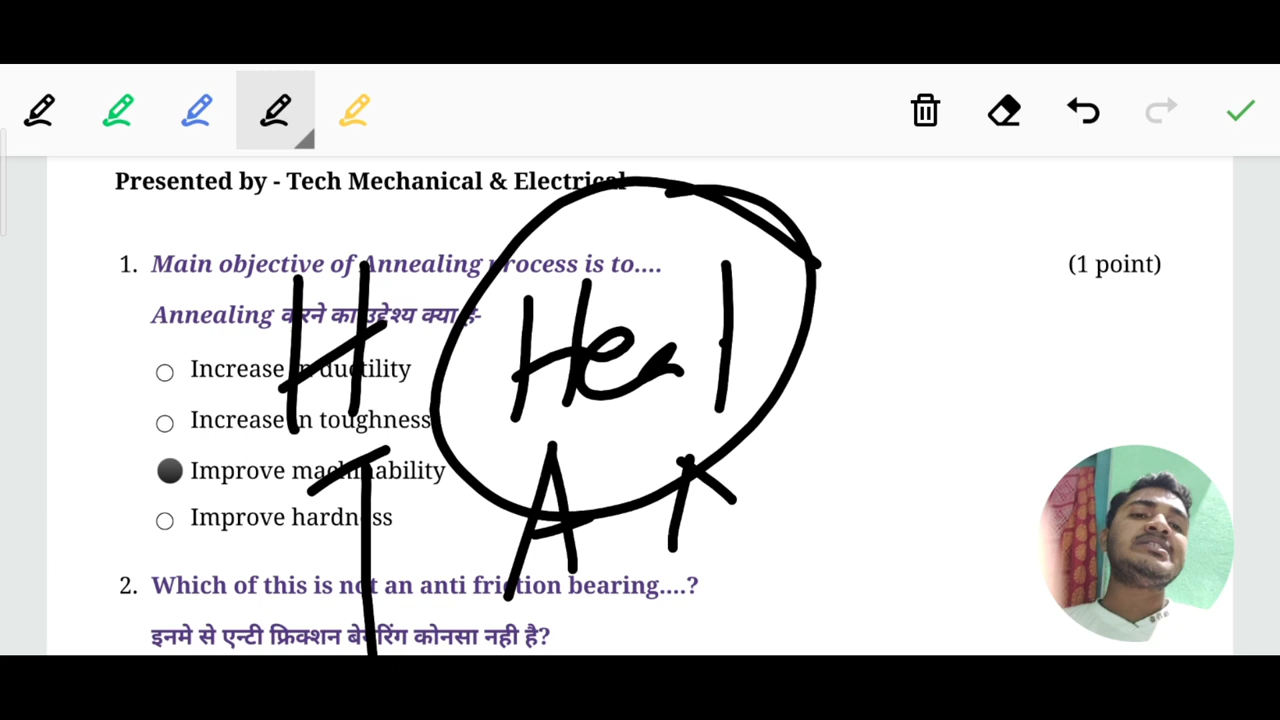 Presented by - Tech Mechanical & Electrical
1. Main objective of Annealing process is to.... (1 point)
Annealing करने का उद्देश्य क्या है-
Increase in ductility
Increase in toughness
Improve machinability
Improve hardness
H Heal
T A
2. Which of this is not an anti friction bearing....?
इनमे से एन्टी फ्रिक्शन बेयरिंग कोनसा नही है?